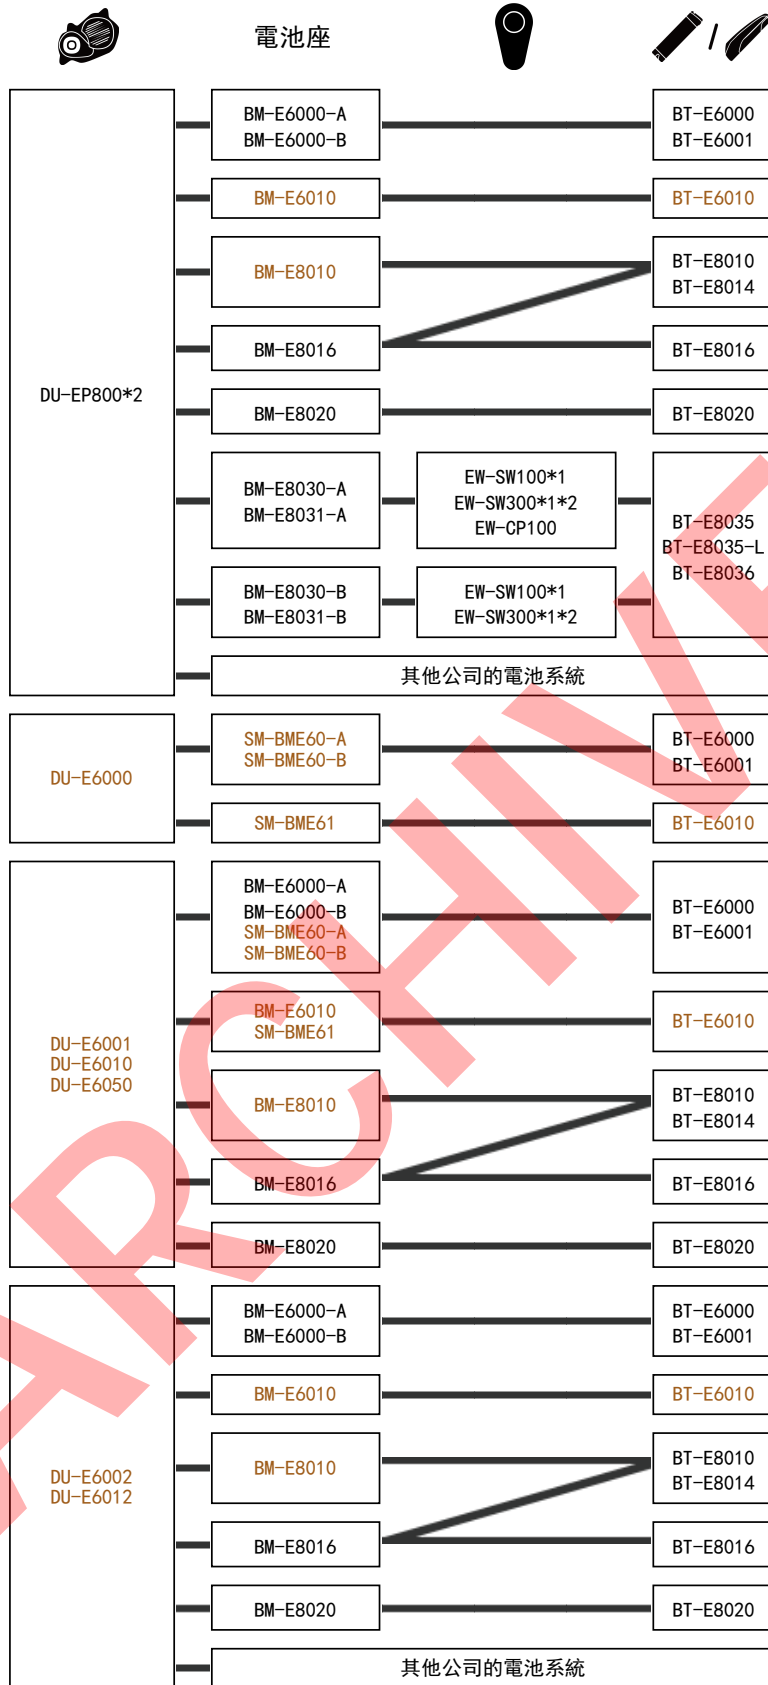 電池座
DU-EP800*2
BM-E6000-A
BM-E6000-B
BT-E6000
BT-E6001
BM-E6010
BT-E6010
BM-E8010
BT-E8010
BT-E8014
BM-E8016
BT-E8016
BM-E8020
BT-E8020
BM-E8030-A
BM-E8031-A
EW-SW100*1
EW-SW300*1*2
EW-CP100
BT-E8035
BT-E8035-L
BT-E8036
BM-E8030-B
BM-E8031-B
EW-SW100*1
EW-SW300*1*2
其他公司的電池系統
DU-E6000
SM-BME60-A
SM-BME60-B
BT-E6000
BT-E6001
SM-BME61
BT-E6010
DU-E6001
DU-E6010
DU-E6050
BM-E6000-A
BM-E6000-B
SM-BME60-A
SM-BME60-B
BT-E6000
BT-E6001
BM-E6010
SM-BME61
BT-E6010
BM-E8010
BT-E8010
BT-E8014
BM-E8016
BT-E8016
BM-E8020
BT-E8020
DU-E6002
DU-E6012
BM-E6000-A
BM-E6000-B
BT-E6000
BT-E6001
BM-E6010
BT-E6010
BM-E8010
BT-E8010
BT-E8014
BM-E8016
BT-E8016
BM-E8020
BT-E8020
其他公司的電池系統
ARCHIVE